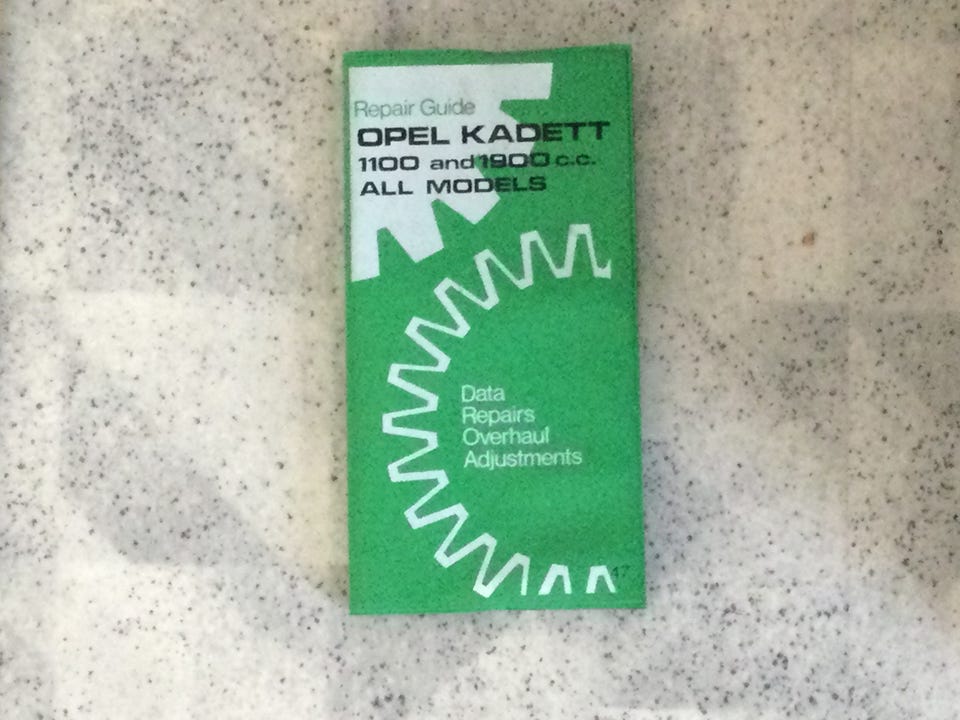 Repair Guide
OPEL KADETT
1100 and 1900 c.c.
ALL MODELS
Data
Repairs
Overhaul
Adjustments